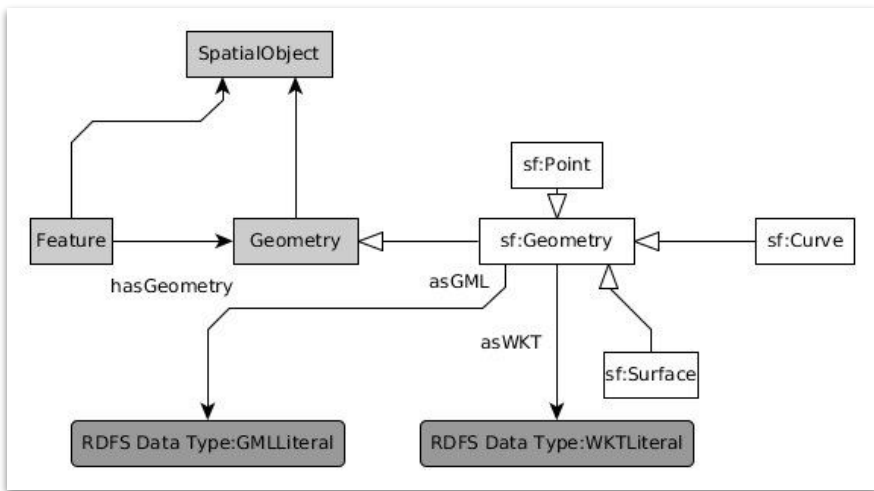 SpatialObject
sf:Point
Feature
Geometry
sf:Geometry
sf:Curve
hasGeometry
asGML
asWKT
sf:Surface
RDFS Data Type:GMLLiteral
RDFS Data Type:WKTLiteral